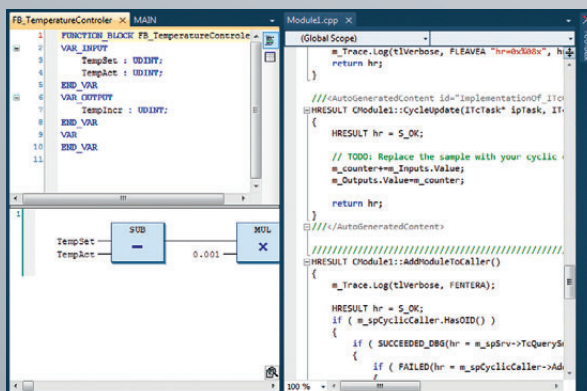 FB_TemperatureControler × MAIN
1 FUNCTION_BLOCK FB_TemperatureControle
2 VAR_INPUT
3 TempSet : UDINT;
4 TempAct : UDINT;
5 END_VAR
6 VAR_OUTPUT
7 TempIncr : UDINT;
8 END_VAR
9 VAR
10 END_VAR
11
1
SUB
MUL
TempSet
TempAct
−
0.001
×
Module1.cpp
(Global Scope)
m_Trace.Log(tlVerbose, FLEAVEA "hr=0x%08x", h
return hr;
}
///<AutoGeneratedContent id="ImplementationOf_ITc
HRESULT CModule1::CycleUpdate(ITcTask* ipTask, ITc
{
HRESULT hr = S_OK;
// TODO: Replace the sample with your cyclic
m_counter+=m_Inputs.Value;
m_Outputs.Value=m_counter;
return hr;
}
///</AutoGeneratedContent>
//////////////////////////////////////////////////
HRESULT CModule1::AddModuleToCaller()
{
m_Trace.Log(tlVerbose, FENTERA);
HRESULT hr = S_OK;
if ( m_spCyclicCaller.HasOID() )
{
if ( SUCCEEDED_DBG(hr = m_spSrv->TcQueryS
{
if ( FAILED(hr = m_spCyclicCaller->Ad
{
100 %